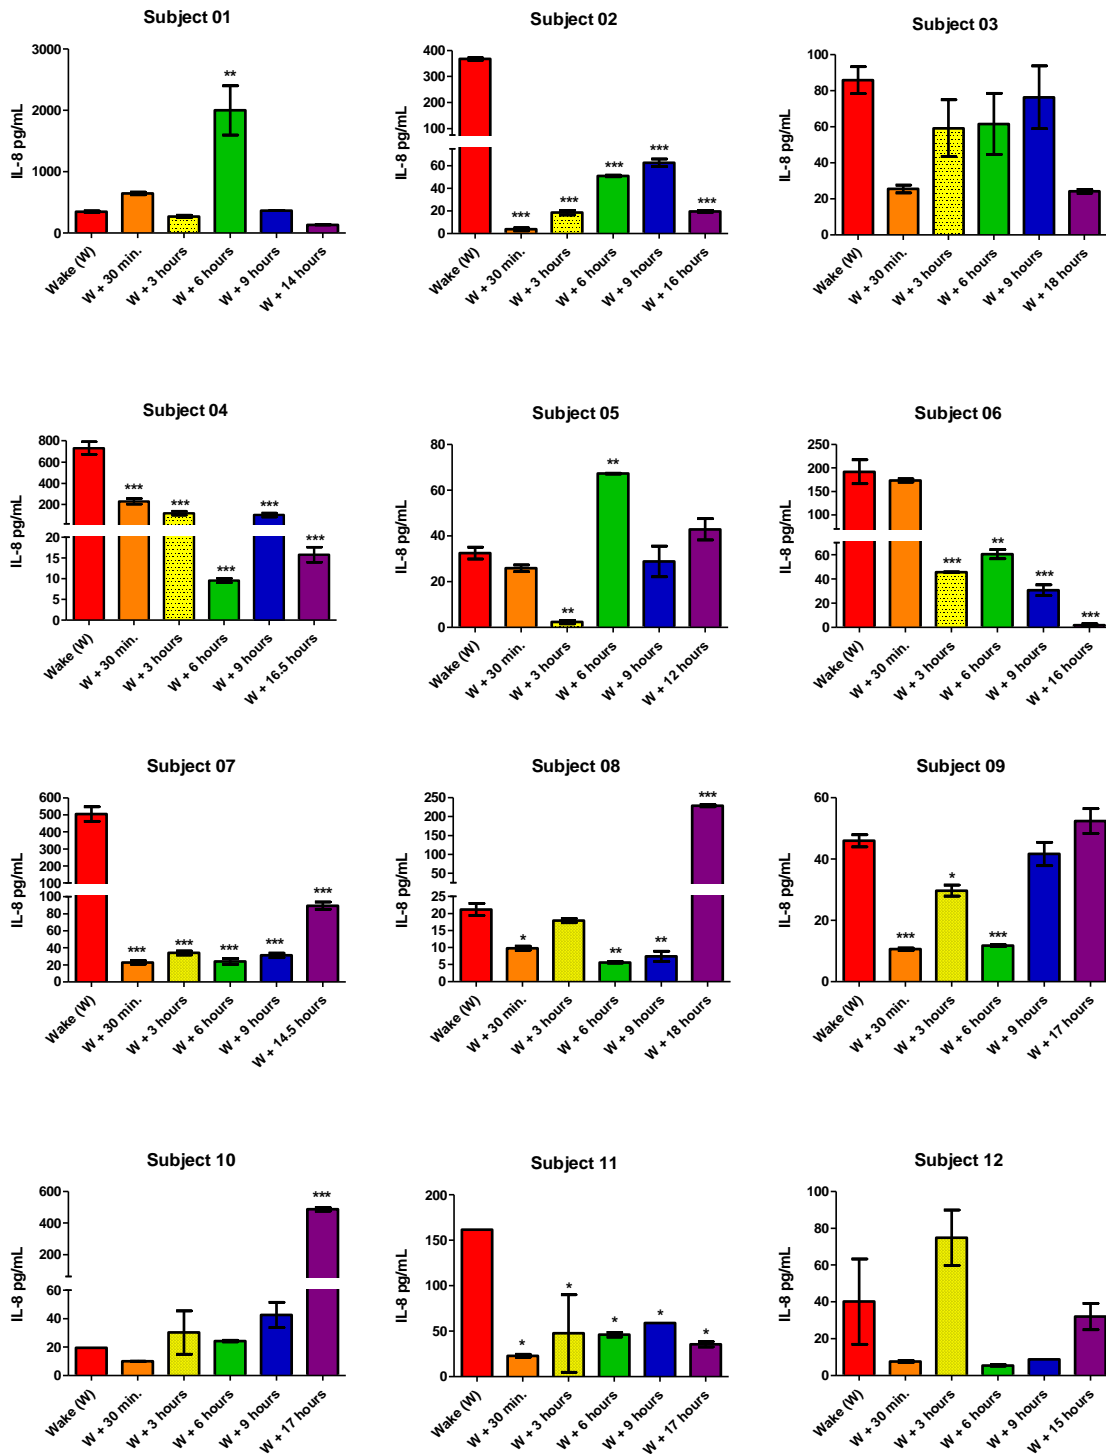 Subject 01
IL-8 pg/mL
3000
2000
1000
0
**
Wake (W)
W + 30 min.
W + 3 hours
W + 6 hours
W + 9 hours
W + 14 hours
Subject 02
IL-8 pg/mL
400
300
200
100
60
40
20
0
***
***
***
***
***
Wake (W)
W + 30 min.
W + 3 hours
W + 6 hours
W + 9 hours
W + 16 hours
Subject 03
IL-8 pg/mL
100
80
60
40
20
0
Wake (W)
W + 30 min.
W + 3 hours
W + 6 hours
W + 9 hours
W + 18 hours
Subject 04
IL-8 pg/mL
800
600
400
200
20
15
10
5
0
***
***
***
***
***
Wake (W)
W + 30 min.
W + 3 hours
W + 6 hours
W + 9 hours
W + 16.5 hours
Subject 05
IL-8 pg/mL
80
60
40
20
0
**
**
Wake (W)
W + 30 min.
W + 3 hours
W + 6 hours
W + 9 hours
W + 12 hours
Subject 06
IL-8 pg/mL
250
200
150
100
60
40
20
0
***
**
***
***
Wake (W)
W + 30 min.
W + 3 hours
W + 6 hours
W + 9 hours
W + 16 hours
Subject 07
IL-8 pg/mL
600
500
400
300
200
100
100
80
60
40
20
0
***
***
***
***
***
Wake (W)
W + 30 min.
W + 3 hours
W + 6 hours
W + 9 hours
W + 14.5 hours
Subject 08
IL-8 pg/mL
250
200
150
100
50
25
25
20
15
10
5
0
*
**
**
***
Wake (W)
W + 30 min.
W + 3 hours
W + 6 hours
W + 9 hours
W + 18 hours
Subject 09
IL-8 pg/mL
60
40
20
0
***
*
***
Wake (W)
W + 30 min.
W + 3 hours
W + 6 hours
W + 9 hours
W + 17 hours
Subject 10
IL-8 pg/mL
600
400
200
60
40
20
0
***
Wake (W)
W + 30 min.
W + 3 hours
W + 6 hours
W + 9 hours
W + 17 hours
Subject 11
IL-8 pg/mL
200
150
100
50
0
*
*
*
*
*
Wake (W)
W + 30 min.
W + 3 hours
W + 6 hours
W + 9 hours
W + 17 hours
Subject 12
IL-8 pg/mL
100
80
60
40
20
0
Wake (W)
W + 30 min.
W + 3 hours
W + 6 hours
W + 9 hours
W + 15 hours